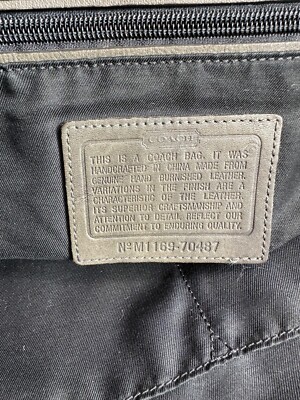 COACH
THIS IS A COACH BAG. IT WAS
HANDCRAFTED IN CHINA MADE FROM
GENUINE HAND BURNISHED LEATHER.
VARIATIONS IN THE FINISH ARE A
CHARACTERISTIC OF THE LEATHER.
ITS SUPERIOR CRAFTSMANSHIP AND
ATTENTION TO DETAIL REFLECT OUR
COMMITMENT TO ENDURING QUALITY.
Nº M1169-70487